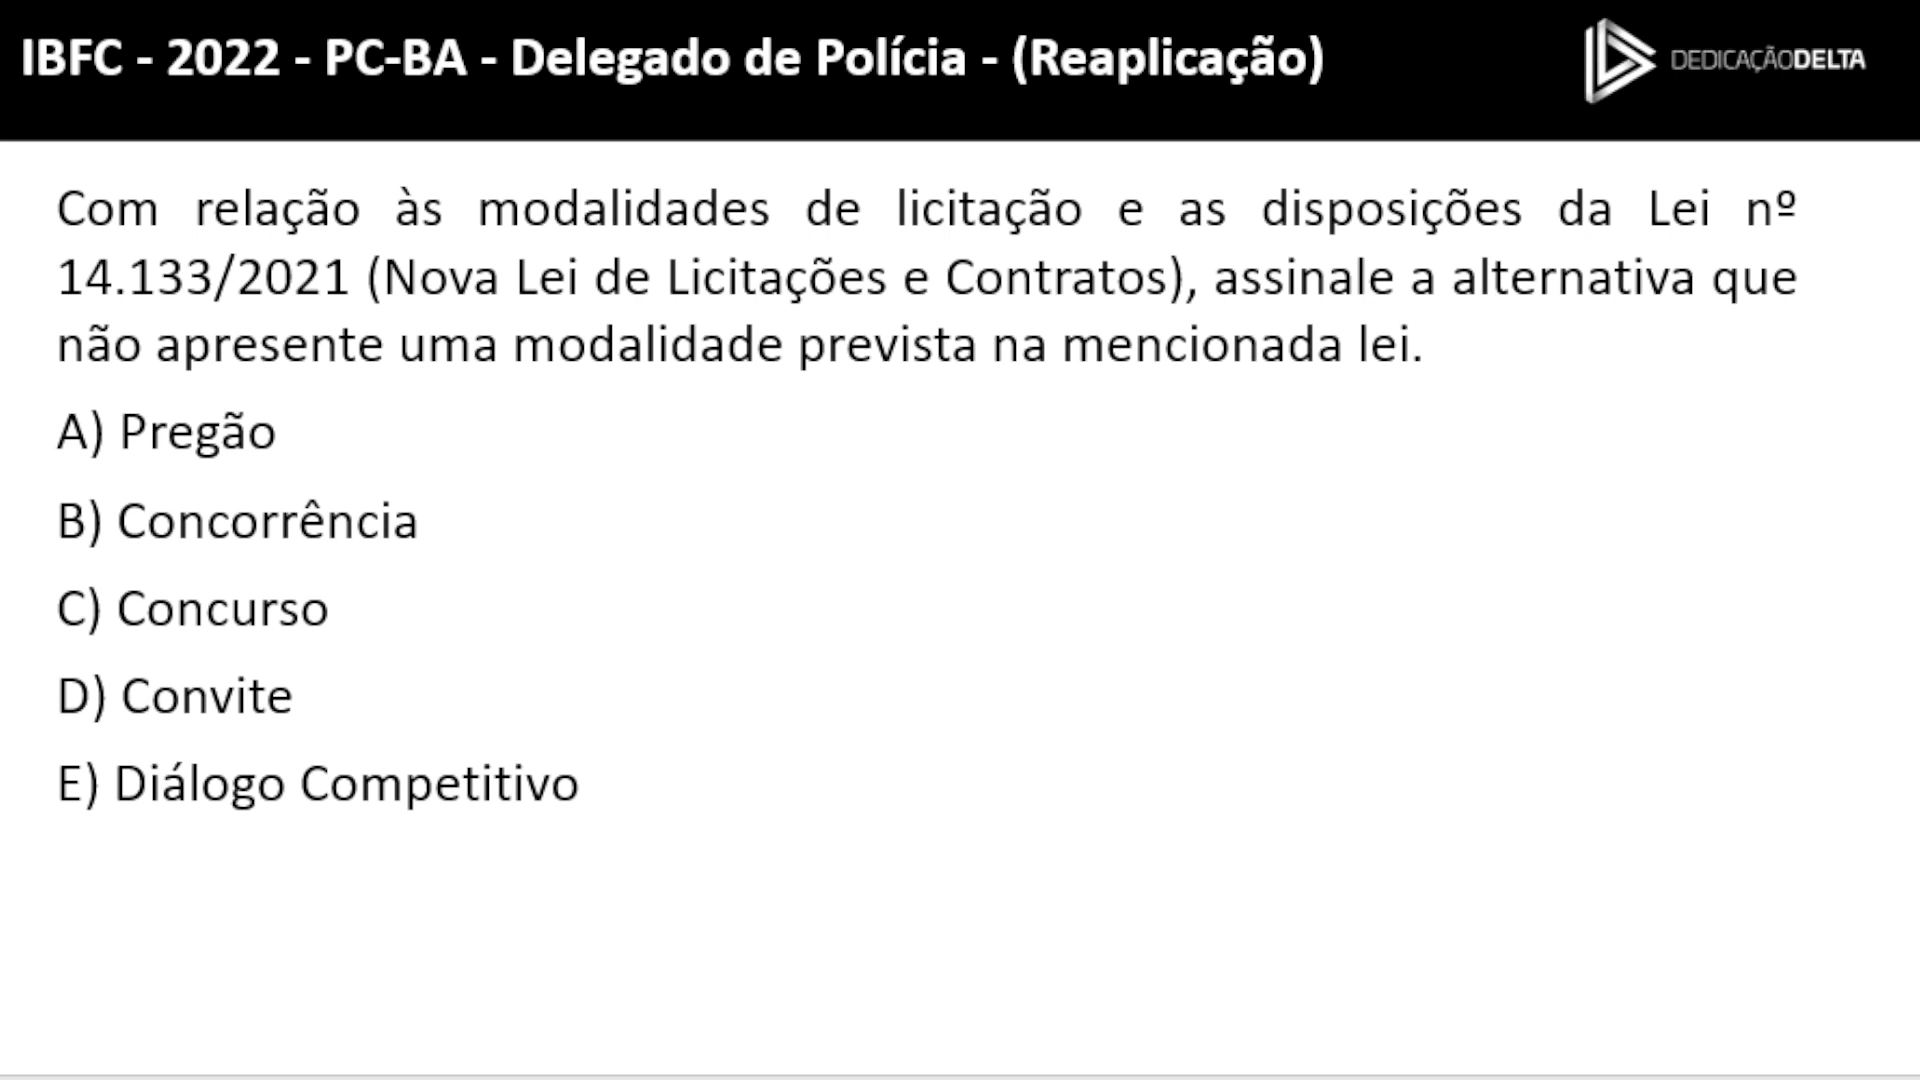 IBFC - 2022 - PC-BA - Delegado de Polícia - (Reaplicação)
DEDICAÇÃODELTA
Com relação às modalidades de licitação e as disposições da Lei nº
14.133/2021 (Nova Lei de Licitações e Contratos), assinale a alternativa que
não apresente uma modalidade prevista na mencionada lei.
A) Pregão
B) Concorrência
C) Concurso
D) Convite
E) Diálogo Competitivo